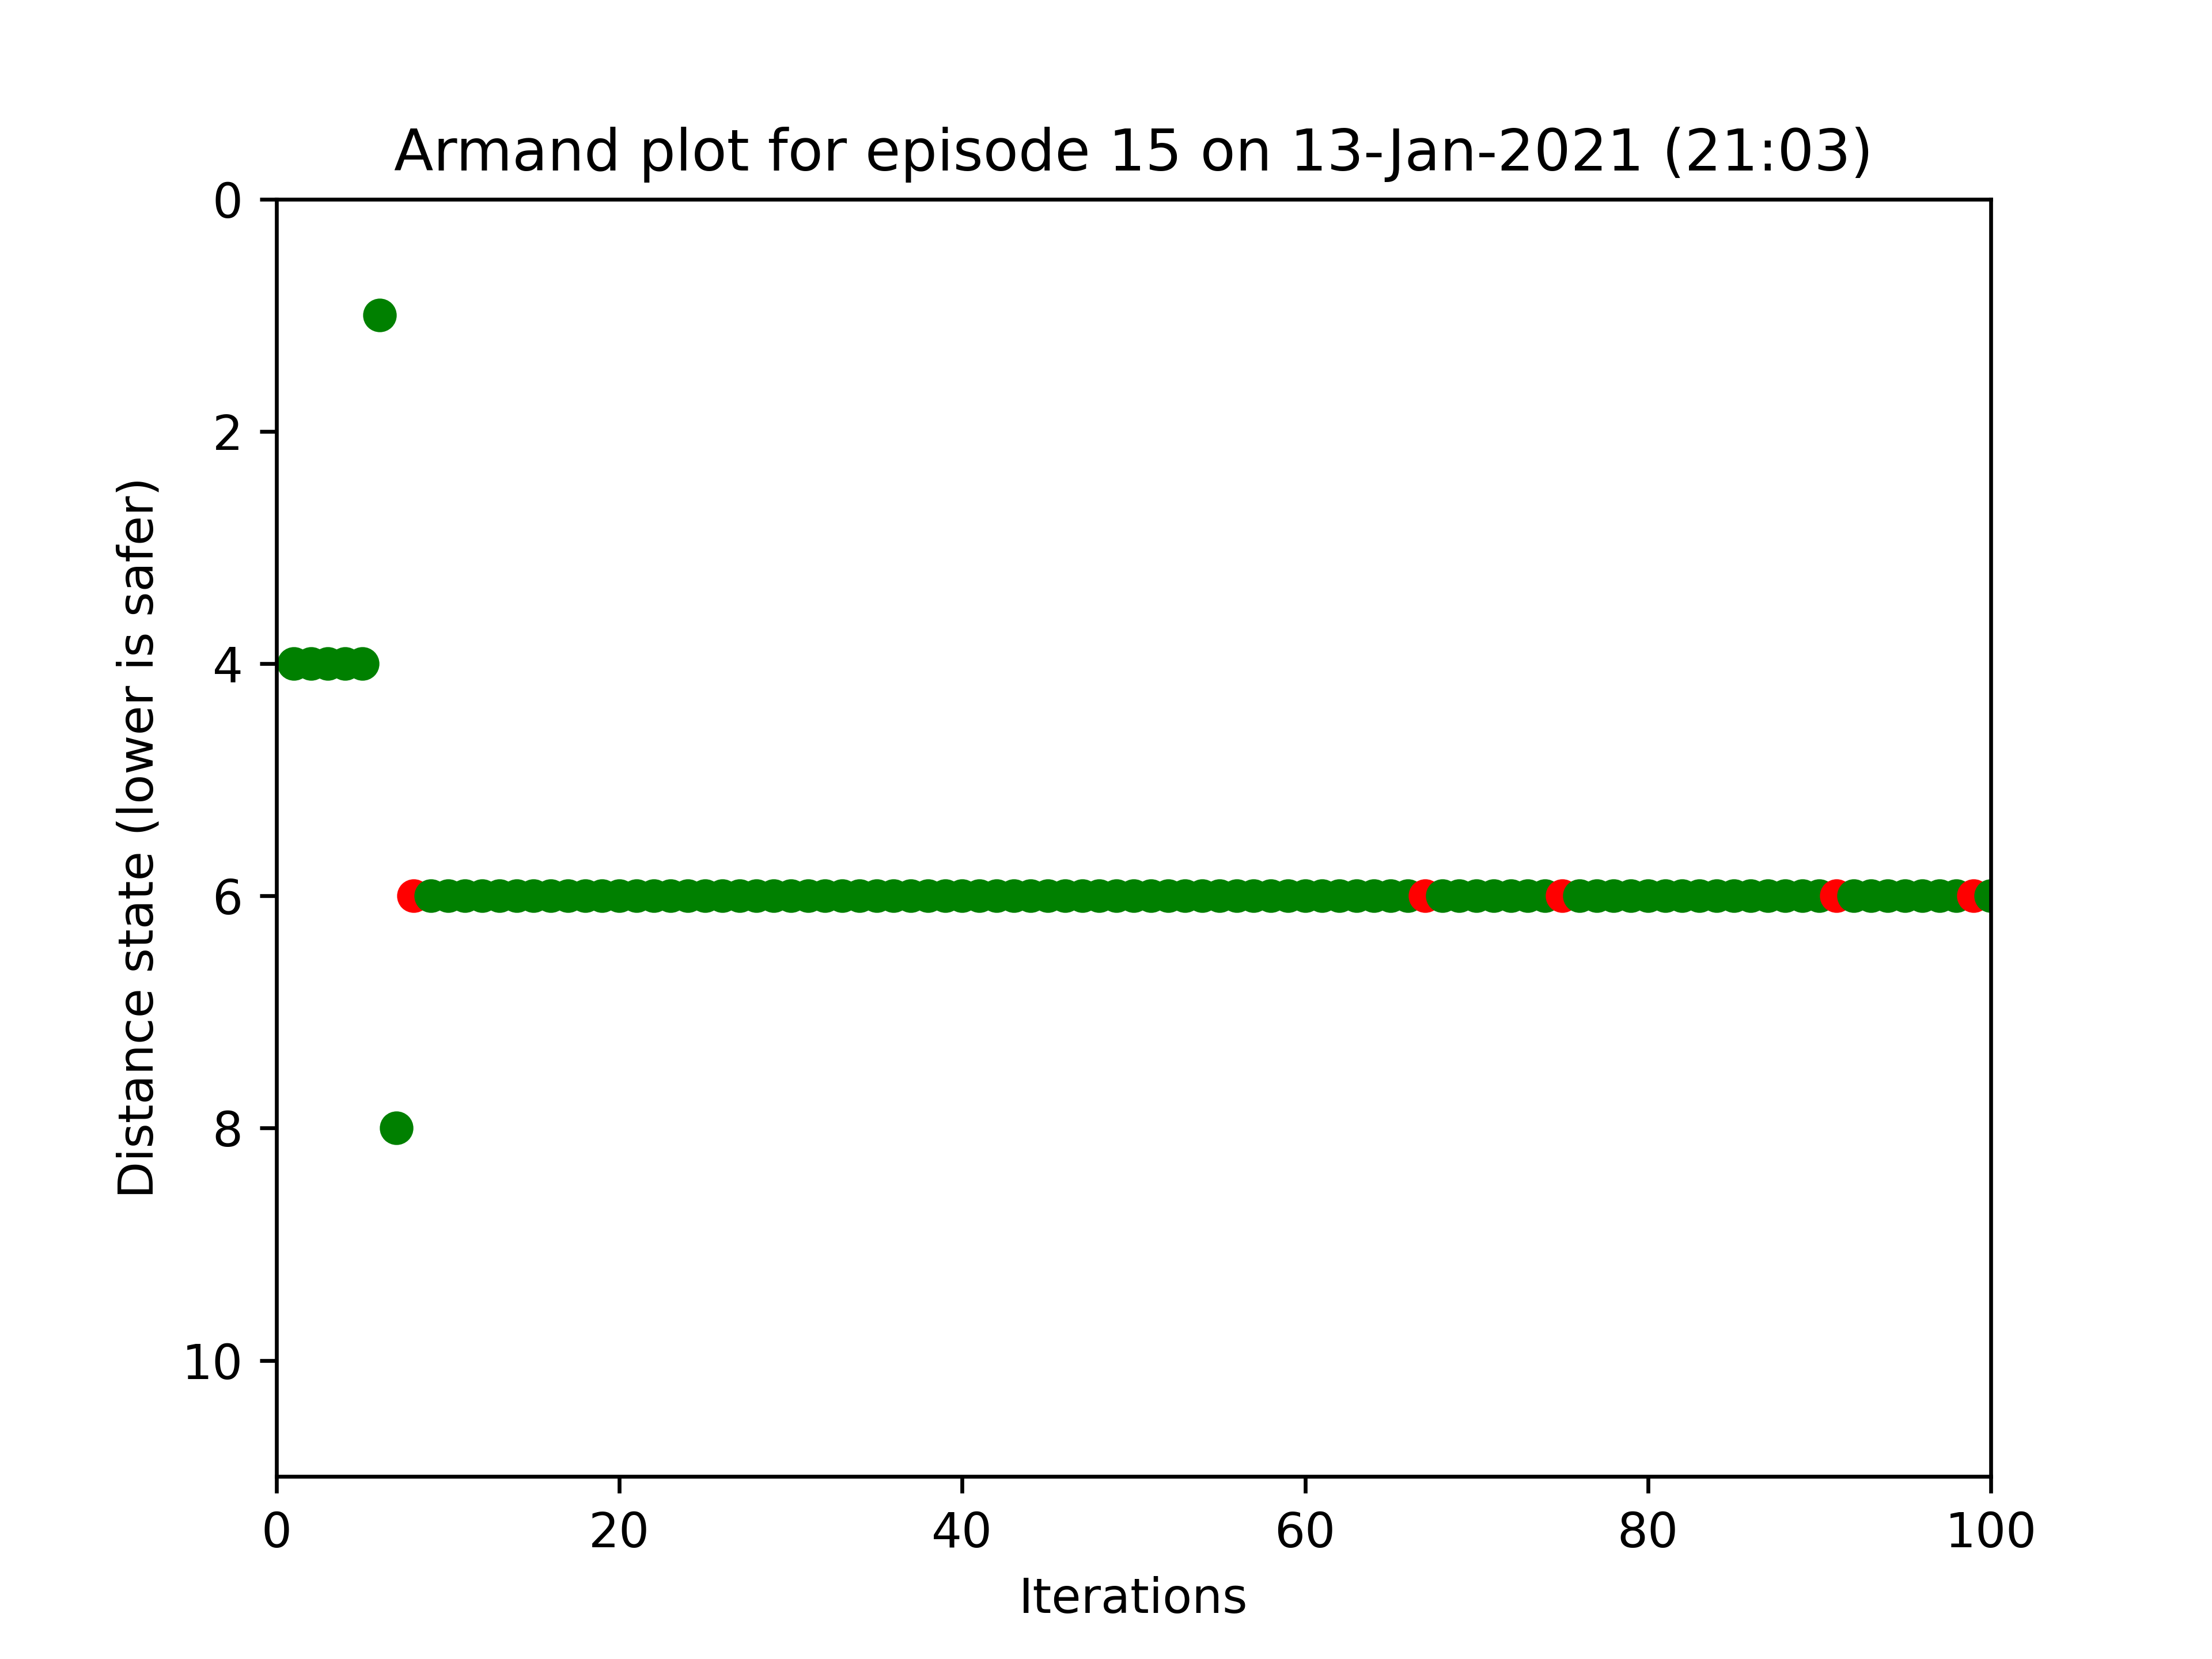 Armand plot for episode 15 on 13-Jan-2021 (21:03)
0
2
4
6
8
10
Distance state (lower is safer)
0 20 40 60 80 100
Iterations